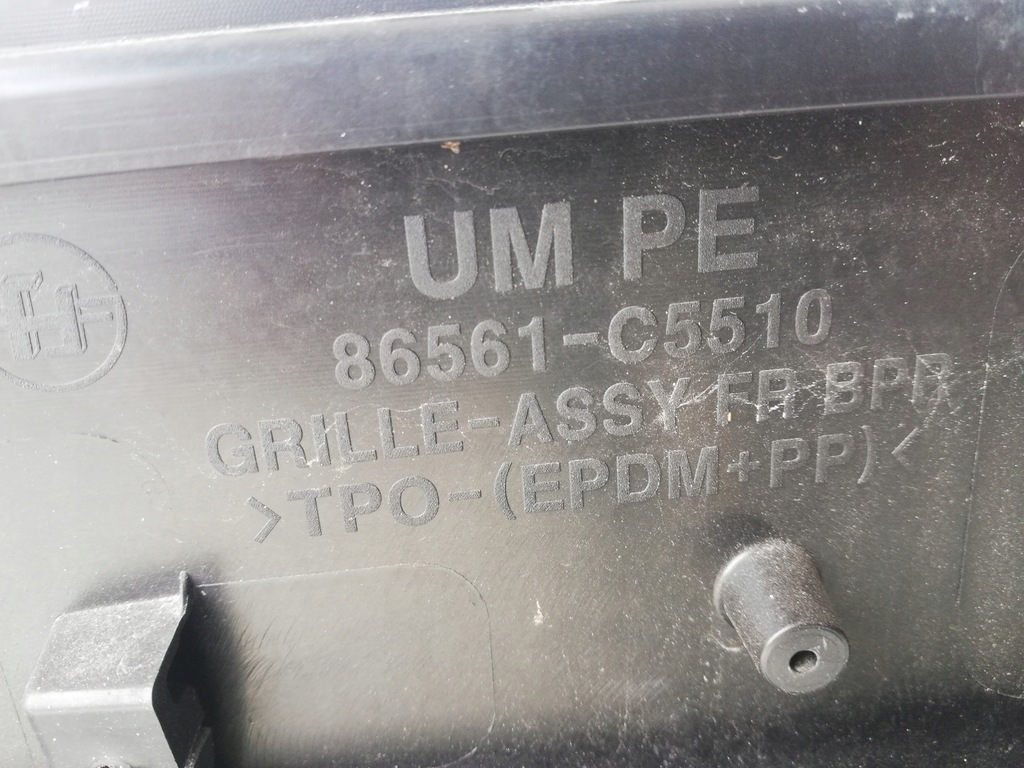 UM PE
86561-C5510
GRILLE-ASSY FR BPR
>TPO-(EPDM+PP)<